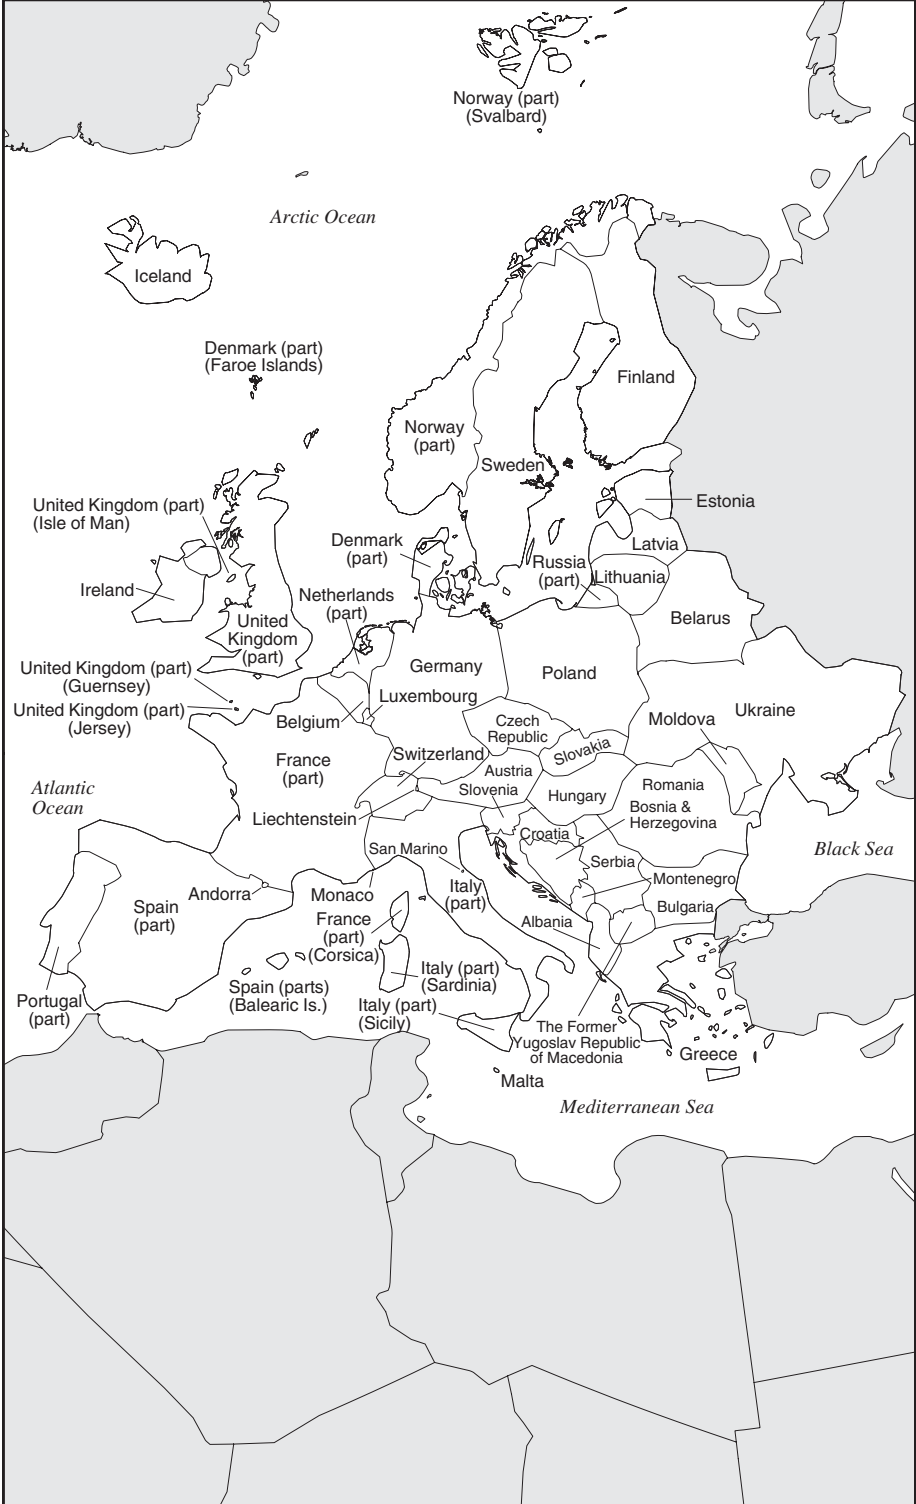 Norway (part)
(Svalbard)
Arctic Ocean
Iceland
Denmark (part)
(Faroe Islands)
Finland
Norway
(part)
Sweden
Estonia
United Kingdom (part)
(Isle of Man)
Denmark
(part)
Latvia
Russia
(part)
Lithuania
Ireland
Netherlands
(part)
United
Kingdom
(part)
Belarus
United Kingdom (part)
(Guernsey)
Germany
Poland
United Kingdom (part)
(Jersey)
Luxembourg
Belgium
Czech
Republic
Moldova
Ukraine
France
(part)
Switzerland
Slovakia
Austria
Slovenia
Hungary
Romania
Atlantic
Ocean
Liechtenstein
Bosnia &
Herzegovina
Croatia
San Marino
Serbia
Black Sea
Montenegro
Andorra
Monaco
Italy
(part)
Spain
(part)
Bulgaria
France
(part)
(Corsica)
Albania
Italy (part)
(Sardinia)
Spain (parts)
(Balearic Is.)
Portugal
(part)
Italy (part)
(Sicily)
The Former
Yugoslav Republic
of Macedonia
Greece
Malta
Mediterranean Sea